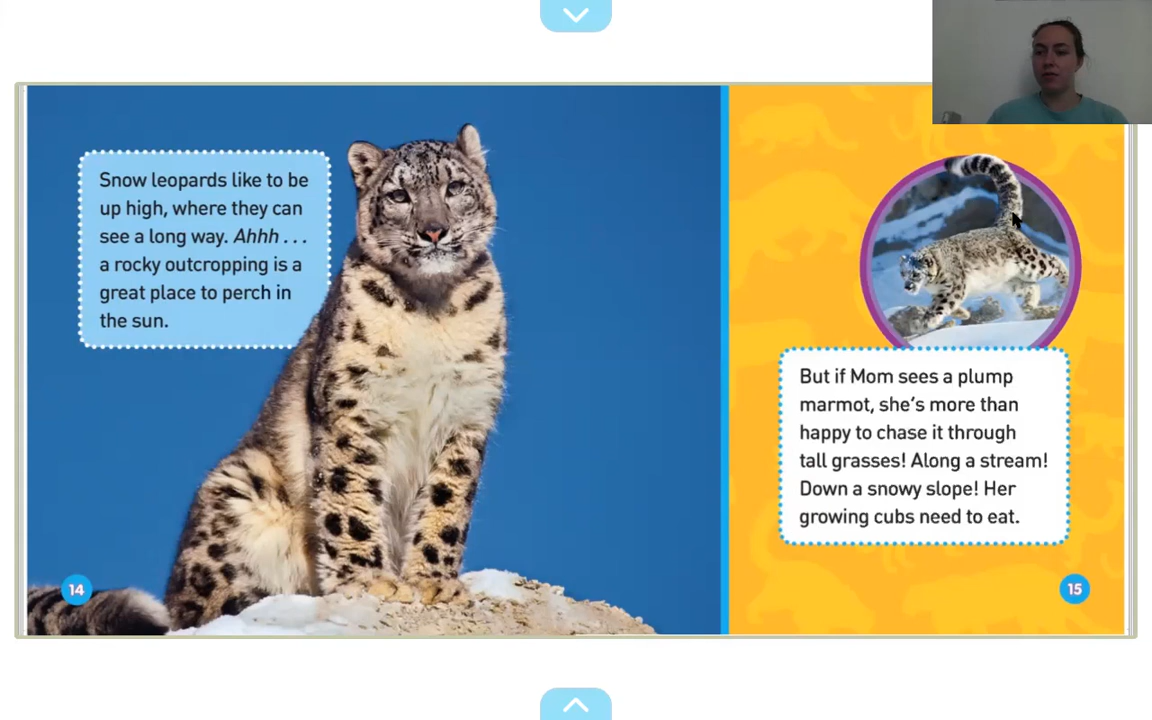 Snow leopards like to be
up high, where they can
see a long way. Ahhh . . .
a rocky outcropping is a
great place to perch in
the sun.
14
But if Mom sees a plump
marmot, she's more than
happy to chase it through
tall grasses! Along a stream!
Down a snowy slope! Her
growing cubs need to eat.
15